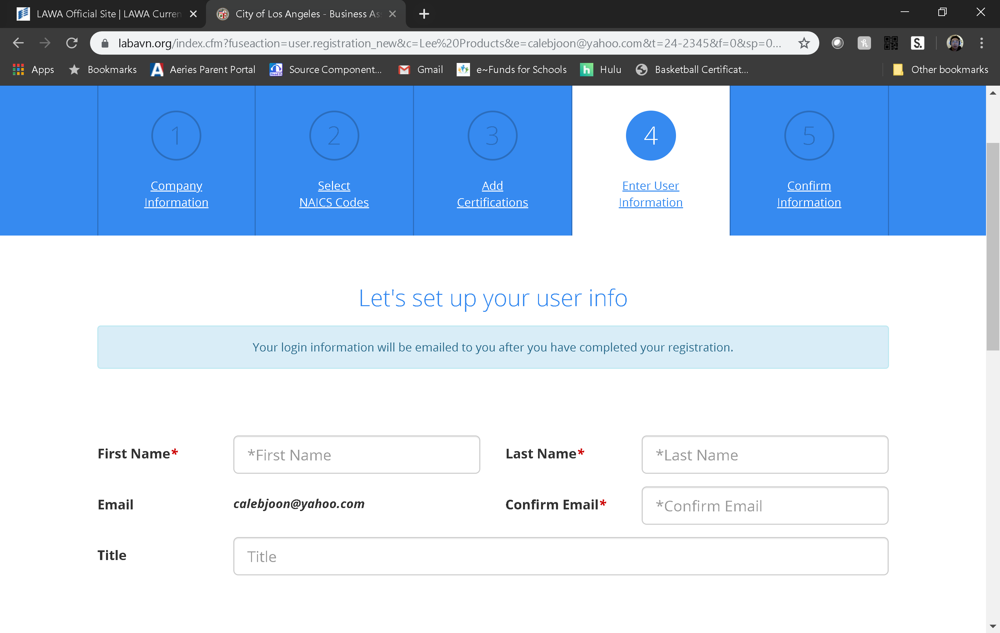 LAWA Official Site | LAWA Curren
City of Los Angeles - Business As
labavn.org/index.cfm?fuseaction=user.registration_new&c=Lee%20Products&e=calebjoon@yahoo.com&t=24-2345&f=0&sp=0...
Apps Bookmarks Aeries Parent Portal Source Component... Gmail e~Funds for Schools Hulu Basketball Certificat... Other bookmarks
1 2 3 4 5
Company Select Add Enter User Confirm
Information NAICS Codes Certifications Information Information
Let's set up your user info
Your login information will be emailed to you after you have completed your registration.
First Name* *First Name Last Name* *Last Name
Email calebjoon@yahoo.com Confirm Email* *Confirm Email
Title Title